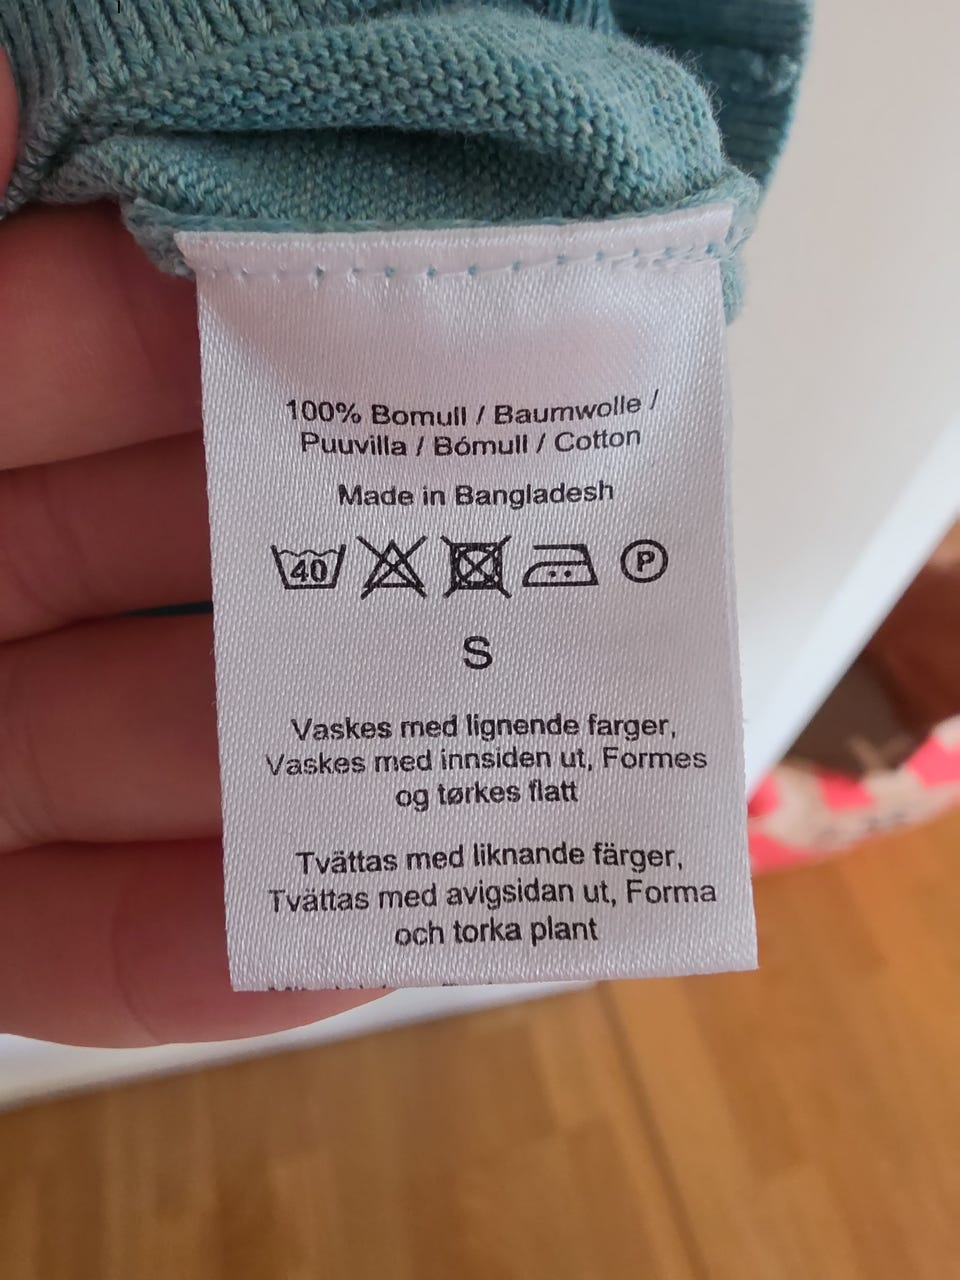 100% Bomull / Baumwolle /
Puuvilla / Bómull / Cotton
Made in Bangladesh
40 P
S
Vaskes med lignende farger,
Vaskes med innsiden ut, Formes
og tørkes flatt
Tvättas med liknande färger,
Tvättas med avigsidan ut, Forma
och torka plant